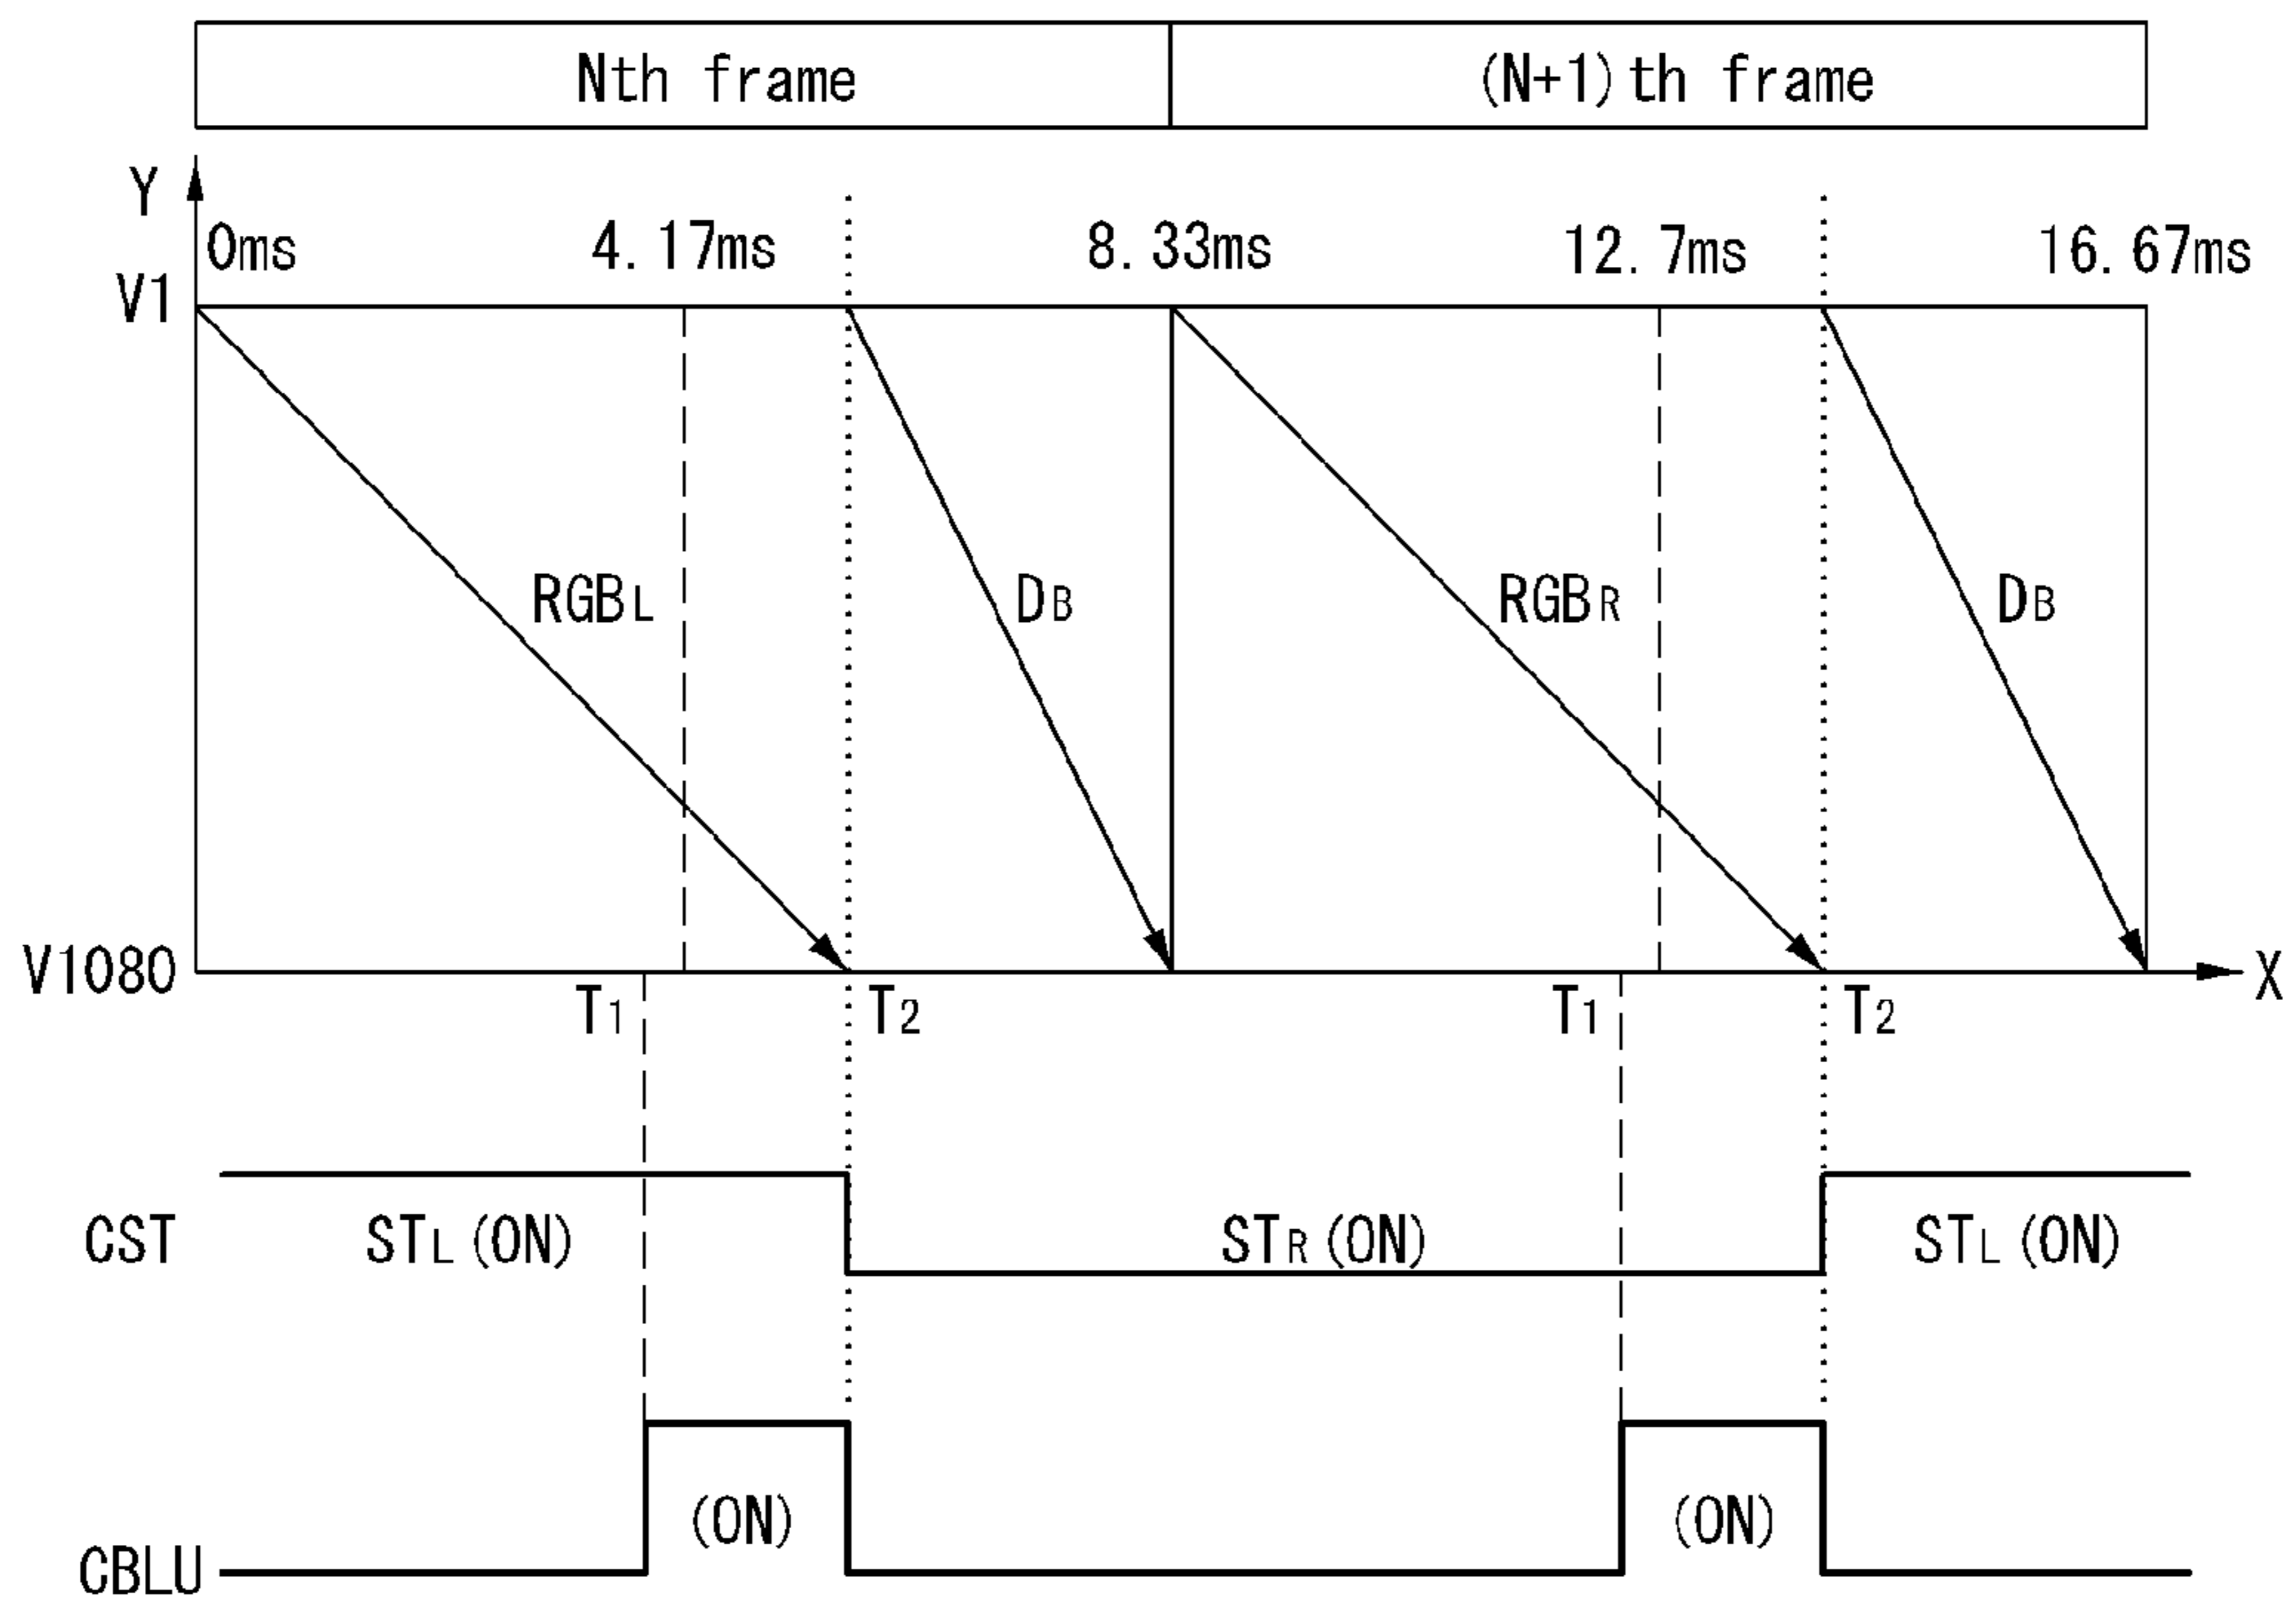 Nth frame (N+1)th frame
Y
0ms 4.17ms 8.33ms 12.7ms 16.67ms
V1
RGBL DB RGBR DB
V1080 X
T1 T2 T1 T2
CST STL(ON) STR(ON) STL(ON)
(ON) (ON)
CBLU